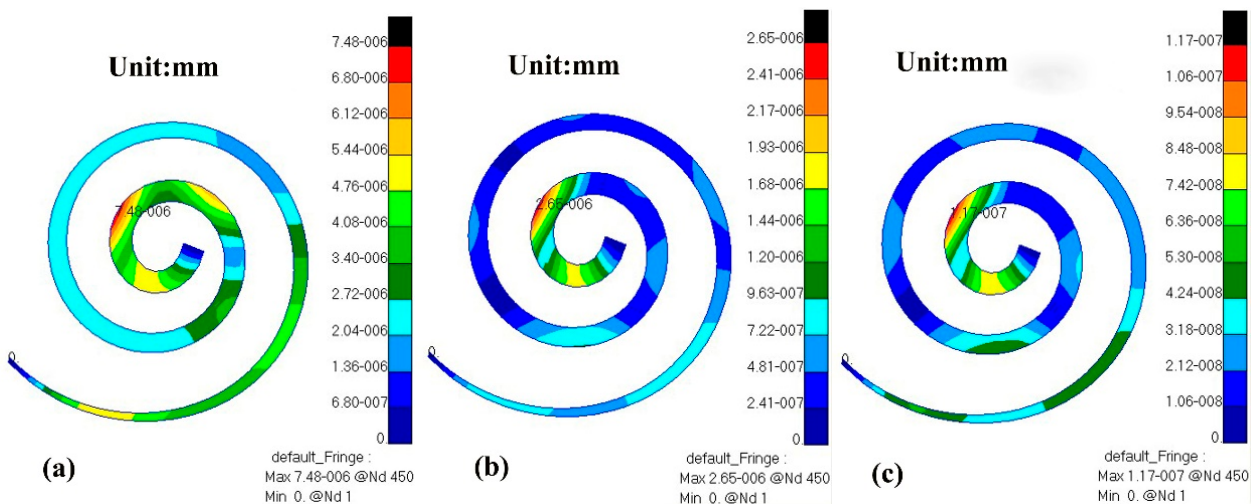 Unit:mm
7.48-006
6.80-006
6.12-006
5.44-006
4.76-006
4.08-006
3.40-006
2.72-006
2.04-006
1.36-006
6.80-007
0.
7.48-006
0.
(a)
default_Fringe :
Max 7.48-006 @Nd 450
Min 0. @Nd 1
Unit:mm
2.65-006
2.41-006
2.17-006
1.93-006
1.68-006
1.44-006
1.20-006
9.63-007
7.22-007
4.81-007
2.41-007
0.
2.65-006
0.
(b)
default_Fringe :
Max 2.65-006 @Nd 450
Min 0. @Nd 1
Unit:mm
1.17-007
1.06-007
9.54-008
8.48-008
7.42-008
6.36-008
5.30-008
4.24-008
3.18-008
2.12-008
1.06-008
0.
1.17-007
0.
(c)
default_Fringe :
Max 1.17-007 @Nd 450
Min 0. @Nd 1